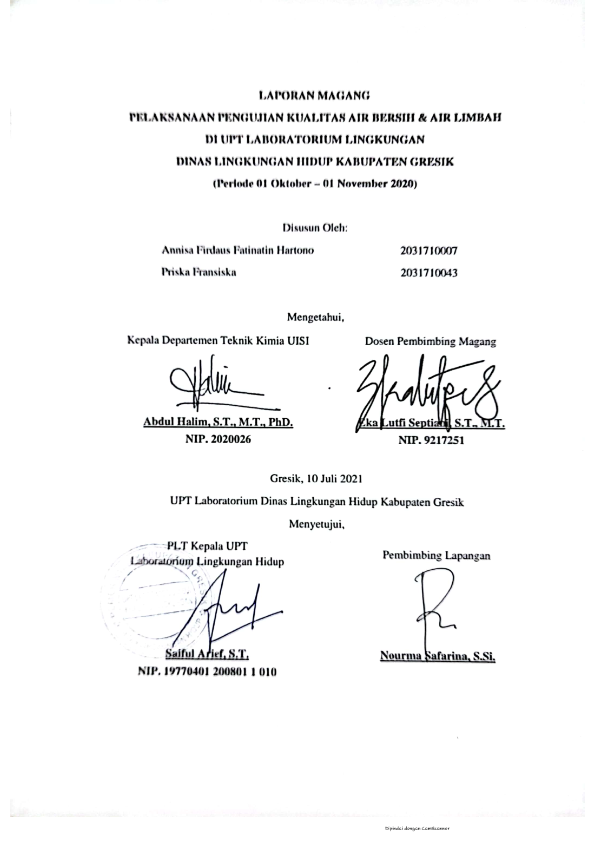 LAPORAN MAGANG
PELAKSANAAN PENGUJIAN KUALITAS AIR BERSIH & AIR LIMBAH
DI UPT LABORATORIUM LINGKUNGAN
DINAS LINGKUNGAN HIDUP KABUPATEN GRESIK
(Periode 01 Oktober – 01 November 2020)
Disusun Oleh:
Annisa Firdaus Fatinatin Hartono 2031710007
Priska Fransiska 2031710043
Mengetahui,
Kepala Departemen Teknik Kimia UISI Dosen Pembimbing Magang
Abdul Halim, S.T., M.T., PhD. Eka Lutfi Septiani, S.T., M.T.
NIP. 2020026 NIP. 9217251
Gresik, 10 Juli 2021
UPT Laboratorium Dinas Lingkungan Hidup Kabupaten Gresik
Menyetujui,
PLT Kepala UPT
Laboratorium Lingkungan Hidup Pembimbing Lapangan
Saiful Arief, S.T. Nourma Safarina, S.Si.
NIP. 19770401 200801 1 010
Dipindai dengan CamScanner